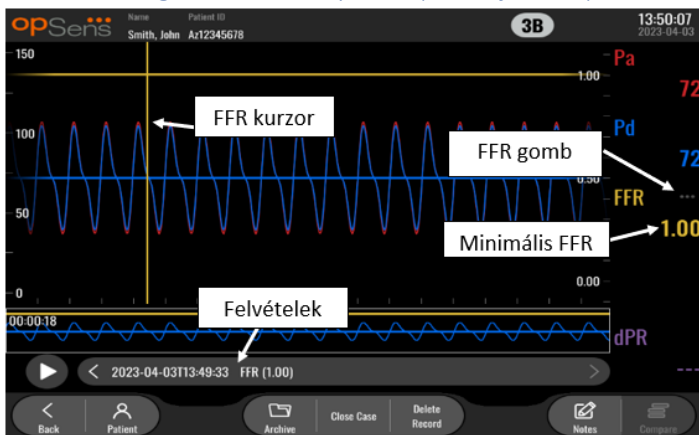 opSens
Name
Patient ID
Smith, John
Az12345678
3B
13:50:07
2023-04-03
150
1.00
Pa
72
FFR kurzor
100
Pd
FFR gomb
72
0.50
FFR
---
50
1.00
Minimális FFR
0.00
0
Felvételek
00:00:18
dPR
2023-04-03T13:49:33 FFR (1.00)
---
Back
Patient
Archive
Close Case
Delete
Record
Notes
Compare